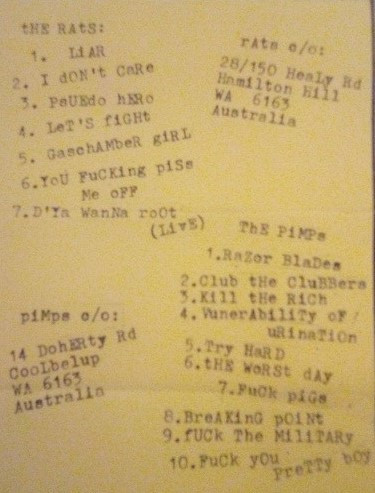 tHE RAtS:
1. LiAR
2. I dON't CaRe
3. PsUEdo hERo
4. LeT'S fiGHt
5. GaschAMbeR giRL
6.YoU FuCKing piSs
Me oFF
7.D'Ya WanNa roOt
(LivE)
rAts c/o:
28/150 Healy Rd
Hamilton Hill
WA 6163
Australia
ThE PiMPs
1.RaZor BlaDes
2.Club tHe CluBBers
3.Kill tHe RiCh
4.VunerAbiliTy oF/
uRinaTiOn
5.Try HaRD
6.tHE WoRSt dAy
7.FuCk piGs
8.BreAKinG pOiNt
9.fUCk The MiliTARy
10.FuCk yOu preTTy bOy
piMps c/o:
14 DohERty Rd
CooLbelup
WA 6163
Australia